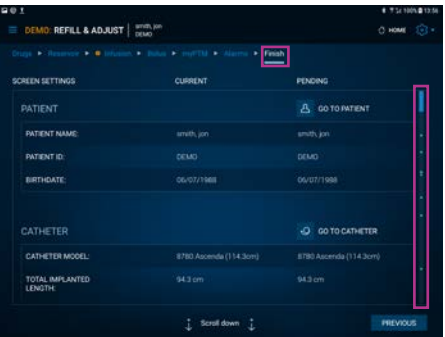 100% 13:56
DEMO: REFILL & ADJUST smith, jon DEMO HOME
Drugs Reservoir Infusion Bolus myPTM Alarms Finish
SCREEN SETTINGS CURRENT PENDING
PATIENT GO TO PATIENT
PATIENT NAME: smith, jon smith, jon
PATIENT ID: DEMO DEMO
BIRTHDATE: 06/07/1988 06/07/1988
CATHETER GO TO CATHETER
CATHETER MODEL: 8780 Ascenda (114.3cm) 8780 Ascenda (114.3cm)
TOTAL IMPLANTED LENGTH: 94.3 cm 94.3 cm
Scroll down PREVIOUS